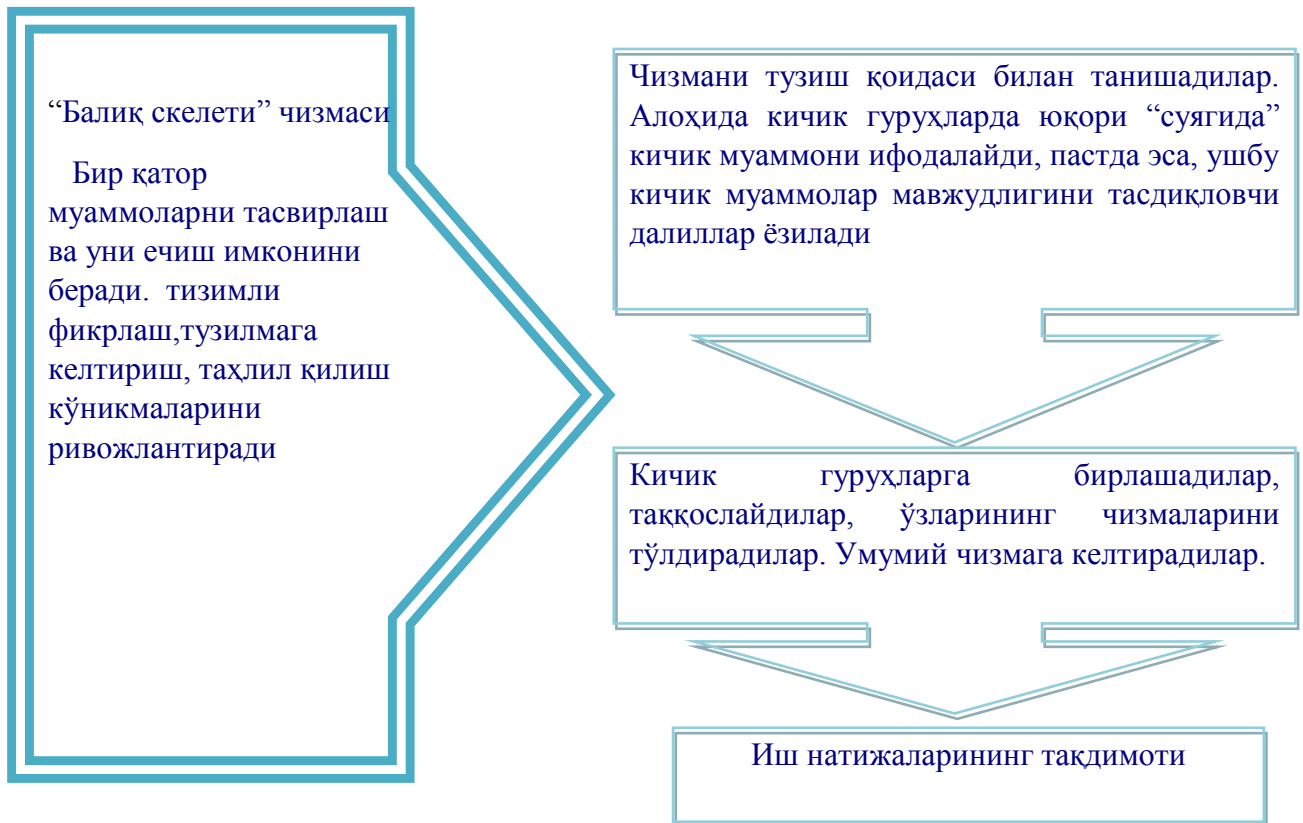 “Балиқ скелети” чизмаси
Бир қатор
муаммоларни тасвирлаш
ва уни ечиш имконини
беради. тизимли
фикрлаш,тузилмага
келтириш, таҳлил қилиш
кўникмаларини
ривожлантиради
Чизмани тузиш қоидаси билан танишадилар.
Алоҳида кичик гуруҳларда юқори “суягида”
кичик муаммони ифодалайди, пастда эса, ушбу
кичик муаммолар мавжудлигини тасдиқловчи
далиллар ёзилади
Кичик гуруҳларга бирлашадилар,
таққослайдилар, ўзларининг чизмаларини
тўлдирадилар. Умумий чизмага келтирадилар.
Иш натижаларининг тақдимоти